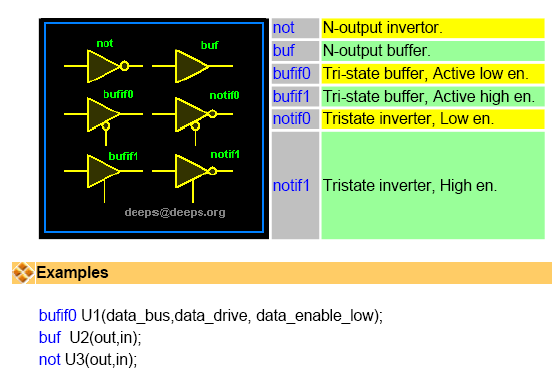 not
buf
bufif0
notif0
bufif1
notif1
deeps@deeps.org
not N-output invertor.
buf N-output buffer.
bufif0 Tri-state buffer, Active low en.
bufif1 Tri-state buffer, Active high en.
notif0 Tristate inverter, Low en.
notif1 Tristate inverter, High en.
Examples
bufif0 U1(data_bus,data_drive, data_enable_low);
buf U2(out,in);
not U3(out,in);